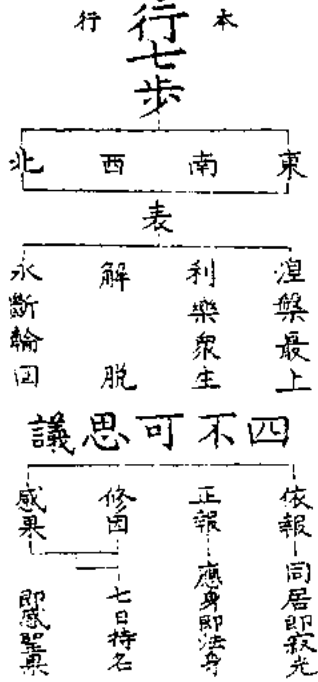 本行
行七步
東
南
西
北
表
涅槃最上
利樂眾生
解脫
永斷輪回
四不可思議
依報
同居即寂光
正報
應身即法身
修因
七日持名
感果
即感聖果